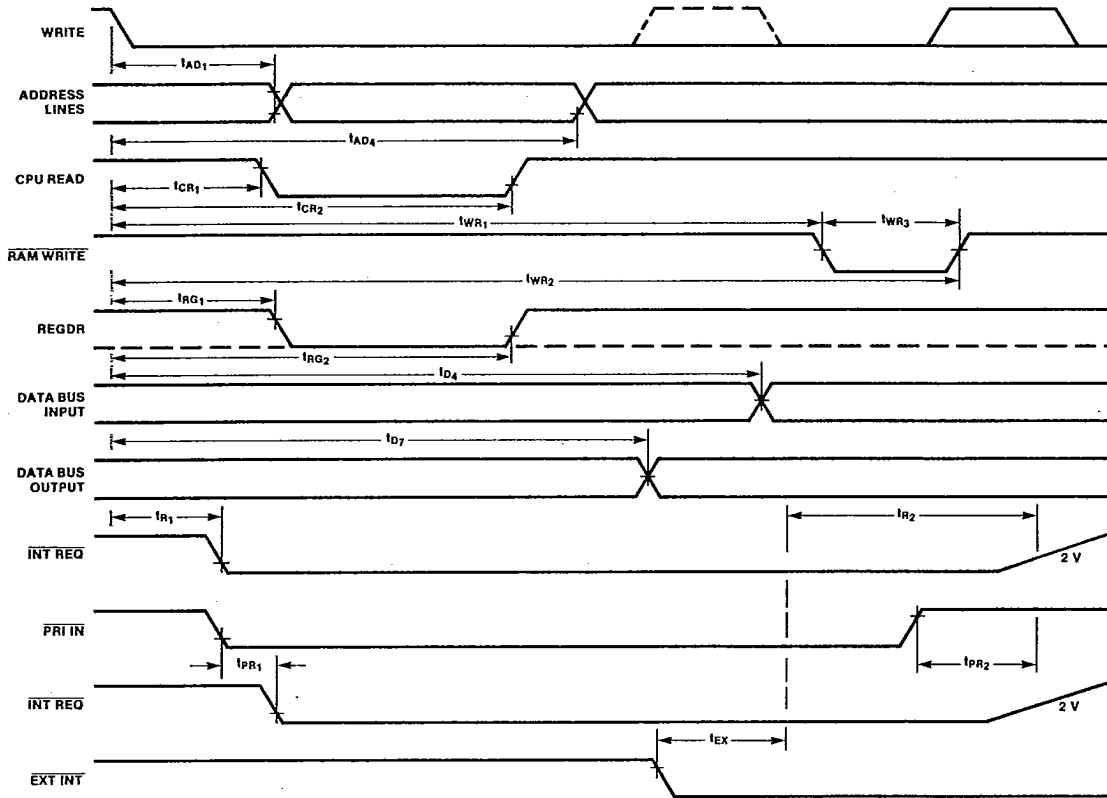 WRITE
tAD1
ADDRESS
LINES
tAD4
CPU READ
tCR1
tCR2
tWR1
tWR3
RAM WRITE
tWR2
tRG1
REGDR
tRG2
tD4
DATA BUS
INPUT
tD7
DATA BUS
OUTPUT
tR1
tR2
INT REQ
2 V
PRI IN
tPR1
tPR2
INT REQ
2 V
tEX
EXT INT